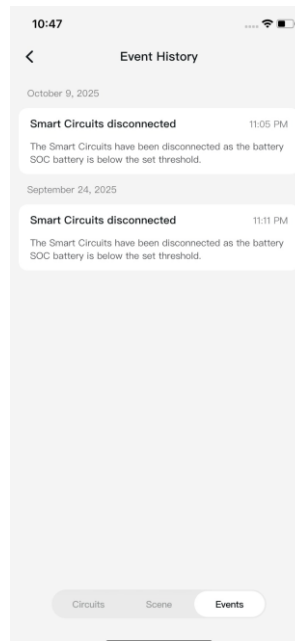 10:47
Event History
October 9, 2025
Smart Circuits disconnected 11:05 PM
The Smart Circuits have been disconnected as the battery
SOC battery is below the set threshold.
September 24, 2025
Smart Circuits disconnected 11:11 PM
The Smart Circuits have been disconnected as the battery
SOC battery is below the set threshold.
Circuits Scene Events